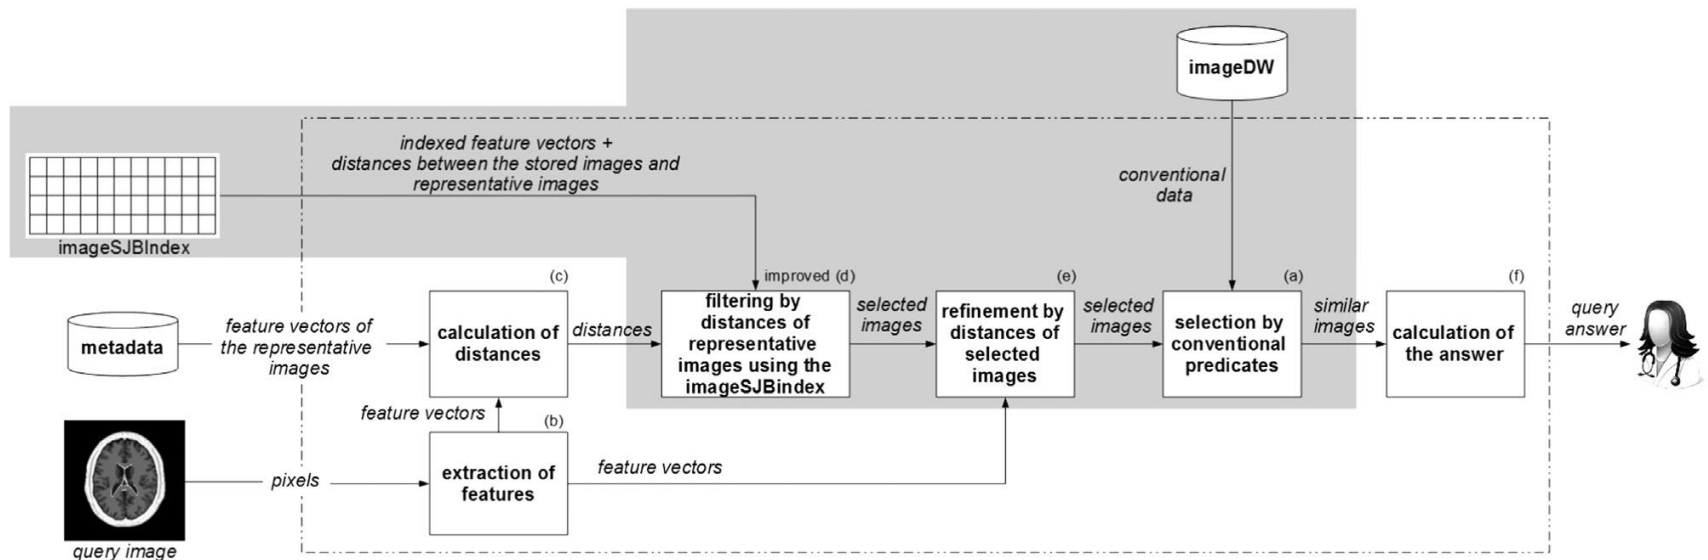 imageDW
indexed feature vectors +
distances between the stored images and
representative images
conventional
data
imageSJBIndex
(c)
improved (d)
(e)
(a)
(f)
metadata
feature vectors of
the representative
images
calculation of
distances
distances
filtering by
distances of
representative
images using the
imageSJBindex
selected
images
refinement by
distances of
selected
images
selected
images
selection by
conventional
predicates
similar
images
calculation of
the answer
query
answer
feature vectors
(b)
pixels
extraction of
features
feature vectors
query image